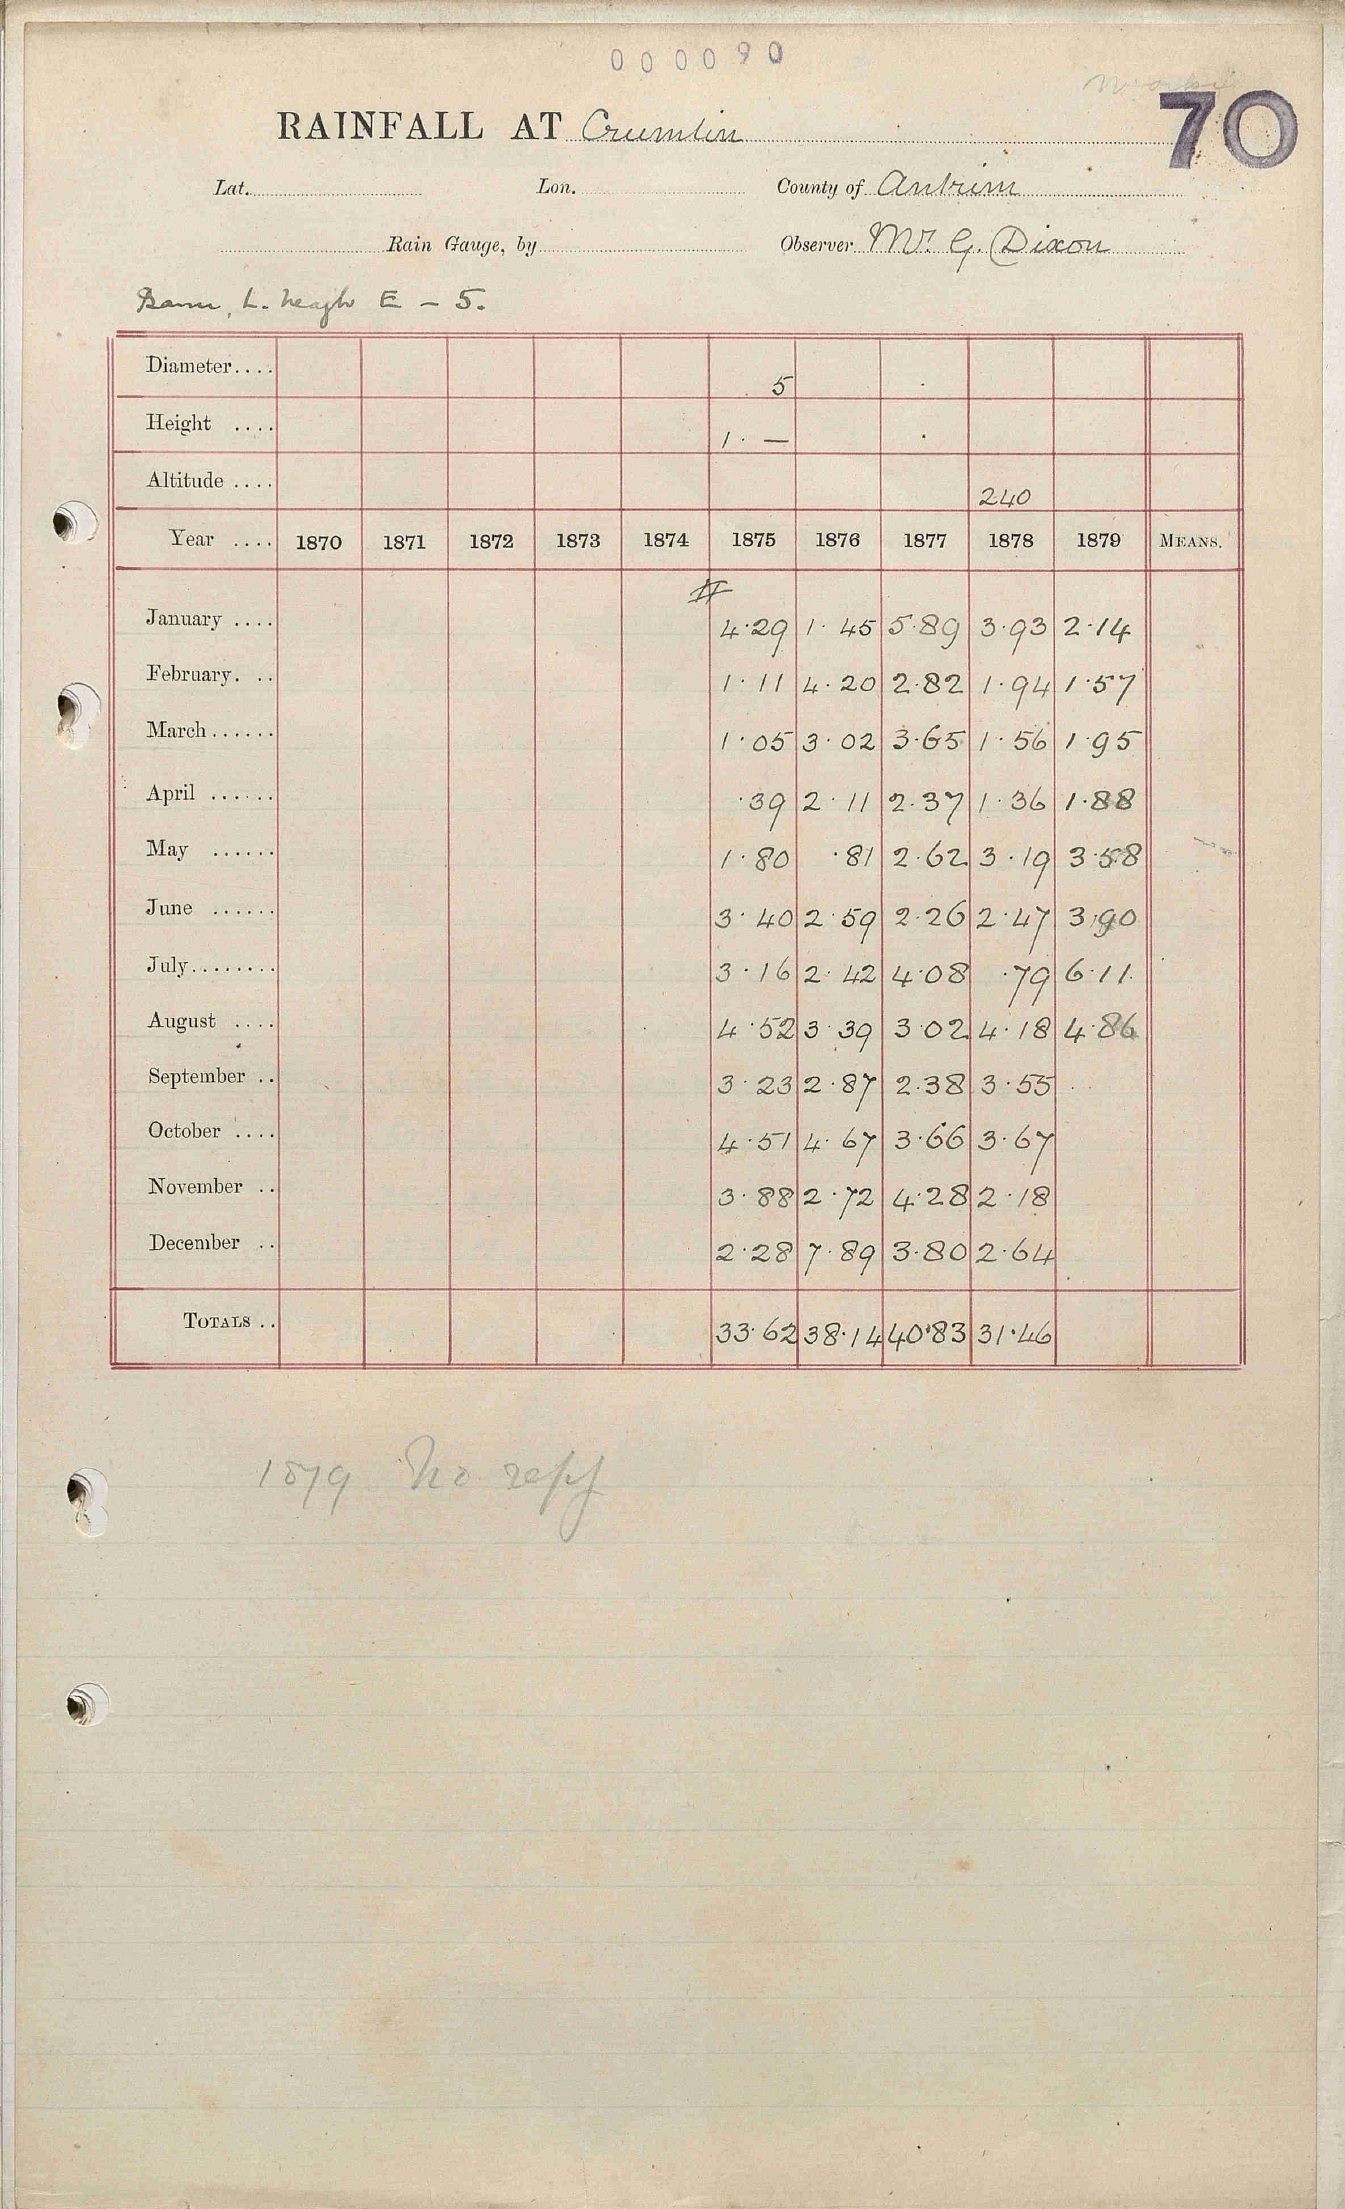 000090
70
RAINFALL AT Crumlin
Lat. Lon. County of Antrim
Rain Gauge, by Observer Mr. G. Dixon
Bann, L. Neagh E – 5.
Diameter.... 5
Height .... 1· —
Altitude .... 240
Year .... 1870 1871 1872 1873 1874 1875 1876 1877 1878 1879 MEANS.
January .... 4·29 1·45 5·89 3·93 2·14
February. .. 1·11 4·20 2·82 1·94 1·57
March...... 1·05 3·02 3·65 1·56 1·95
April ...... ·39 2·11 2·37 1·36 1·88
May ...... 1·80 ·81 2·62 3·19 3·58
June ...... 3·40 2·59 2·26 2·47 3·90
July........ 3·16 2·42 4·08 ·79 6·11
August .... 4·52 3·39 3·02 4·18 4·86
September .. 3·23 2·87 2·38 3·55
October .... 4·51 4·67 3·66 3·67
November .. 3·88 2·72 4·28 2·18
December .. 2·28 7·89 3·80 2·64
TOTALS .. 33·62 38·14 40·83 31·46
1879 No reply